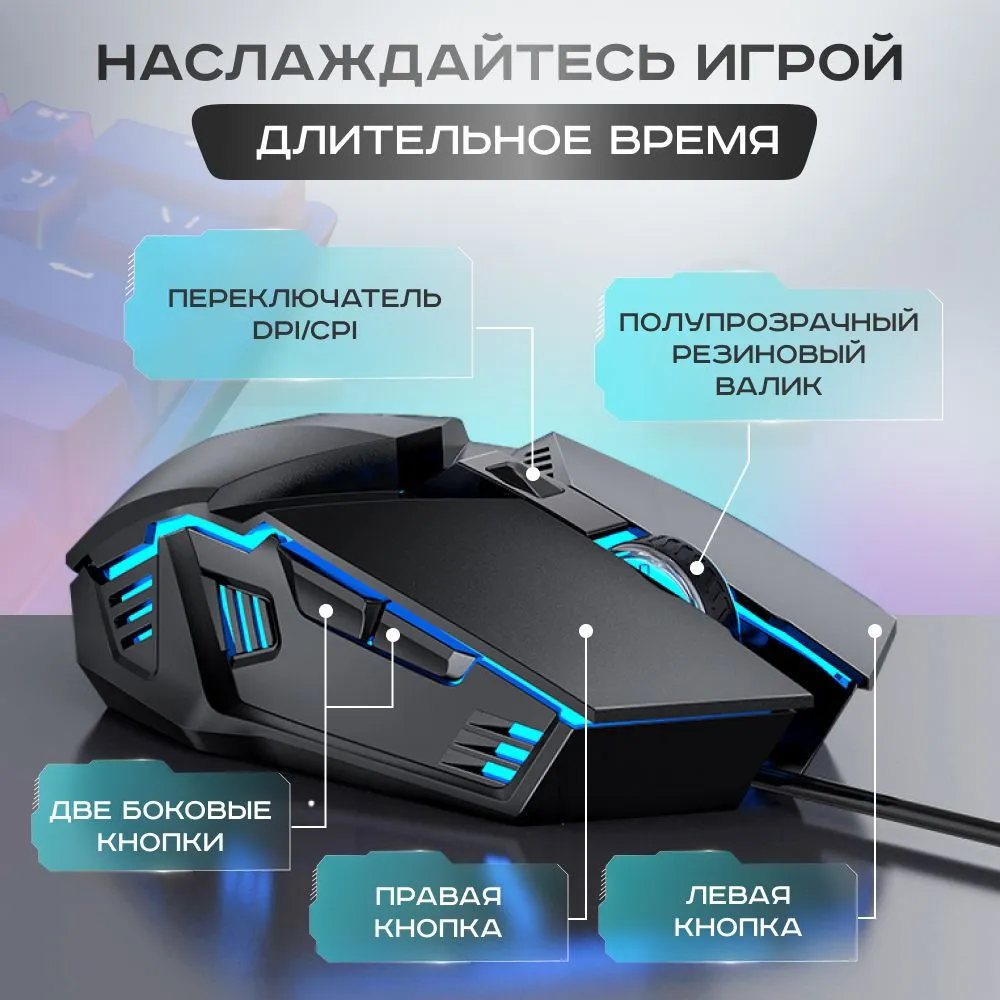 НАСЛАЖДАЙТЕСЬ ИГРОЙ
ДЛИТЕЛЬНОЕ ВРЕМЯ
ПЕРЕКЛЮЧАТЕЛЬ
DPI/CPI
ПОЛУПРОЗРАЧНЫЙ
РЕЗИНОВЫЙ
ВАЛИК
ДВЕ БОКОВЫЕ
КНОПКИ
ПРАВАЯ
КНОПКА
ЛЕВАЯ
КНОПКА